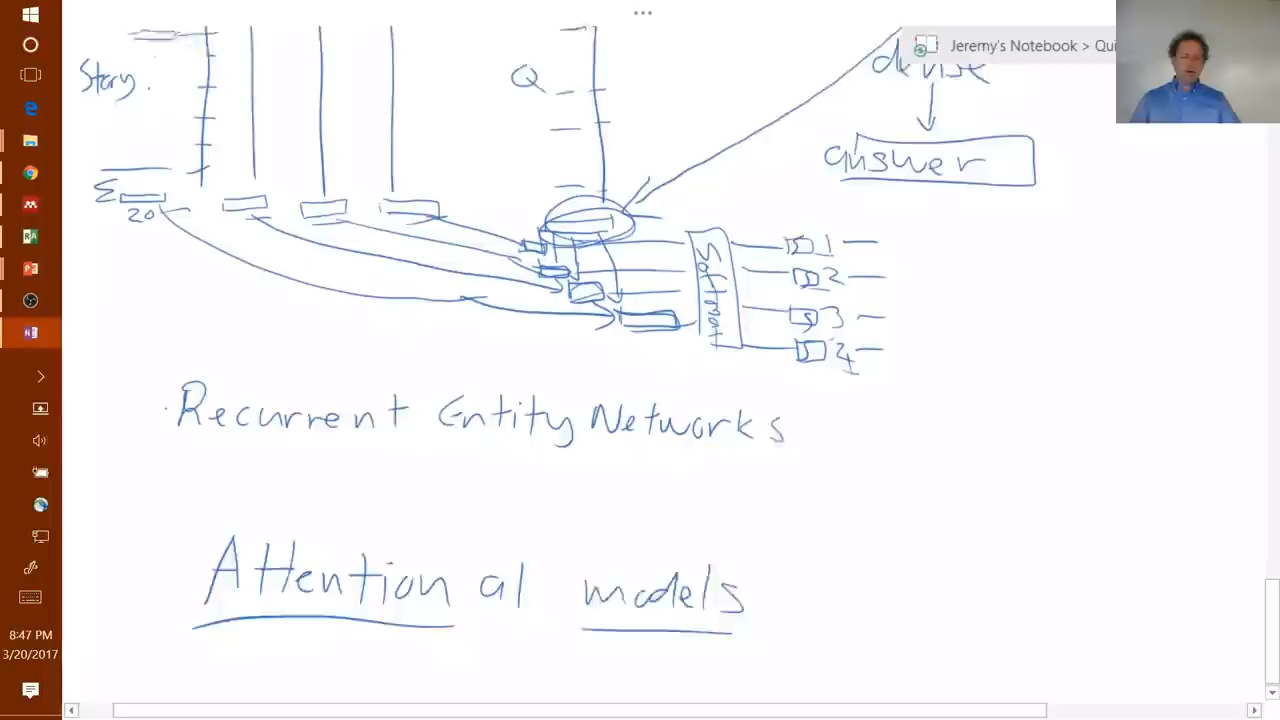 Jeremy's Notebook > Qui
Story.
Q
dense
answer
Σ
20
Softmax
1
2
3
4
Recurrent Entity Networks
Attentional models
8:47 PM
3/20/2017